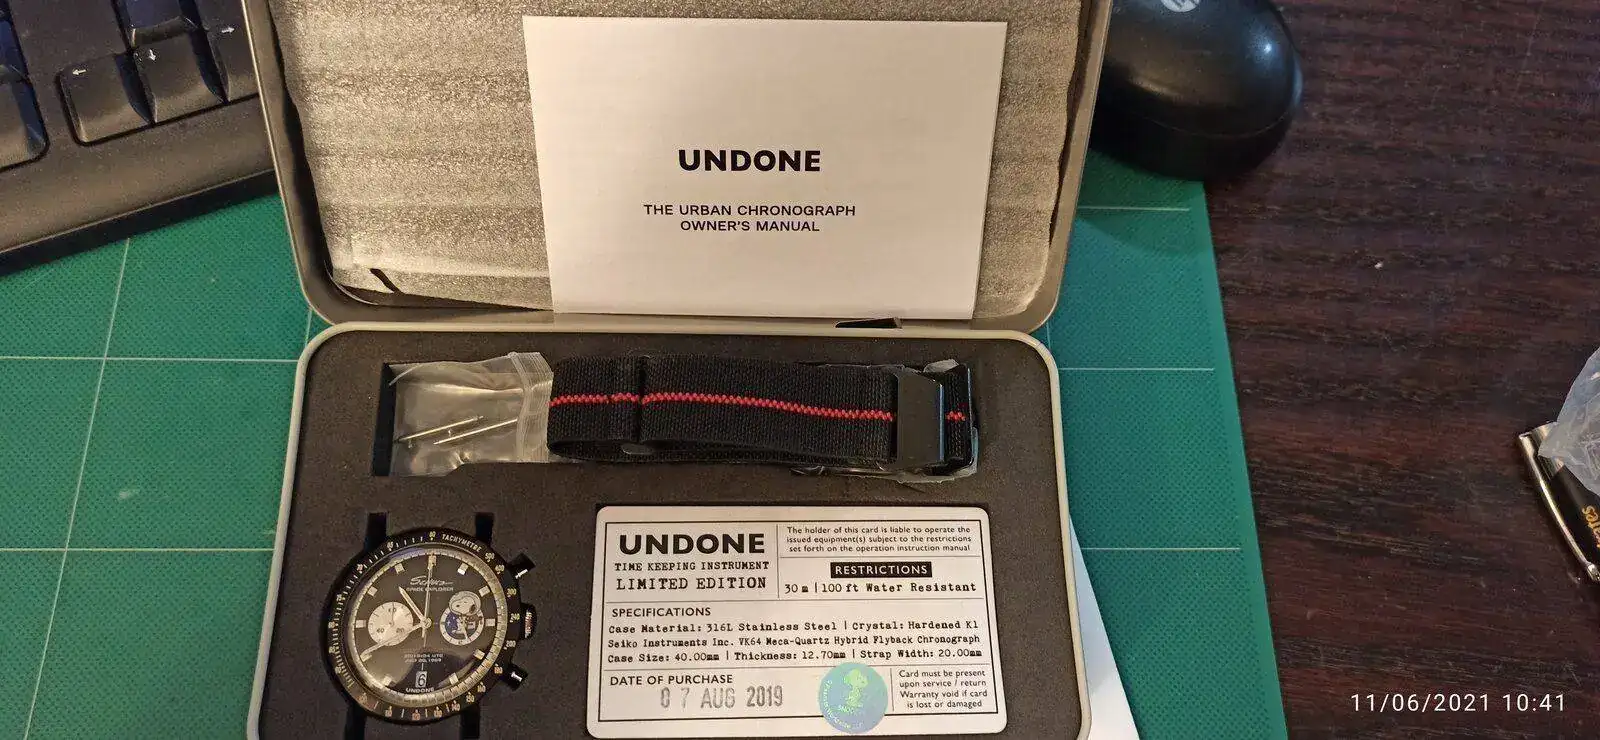 UNDONE
THE URBAN CHRONOGRAPH
OWNER'S MANUAL
TACHYMETRE
SPACE EXPLORER
UNDONE
6
UNDONE
TIME KEEPING INSTRUMENT
LIMITED EDITION
The holder of this card is liable to operate the
issued equipment(s) subject to the restrictions
set forth on the operation instruction manual
RESTRICTIONS
30 m | 100 ft Water Resistant
SPECIFICATIONS
Case Material: 316L Stainless Steel | Crystal: Hardened K1
Seiko Instruments Inc. VK64 Meca-Quartz Hybrid Flyback Chronograph
Case Size: 40.00mm | Thickness: 12.70mm | Strap Width: 20.00mm
DATE OF PURCHASE
07 AUG 2019
Card must be present
upon service / return
Warranty void if card
is lost or damaged
11/06/2021 10:41